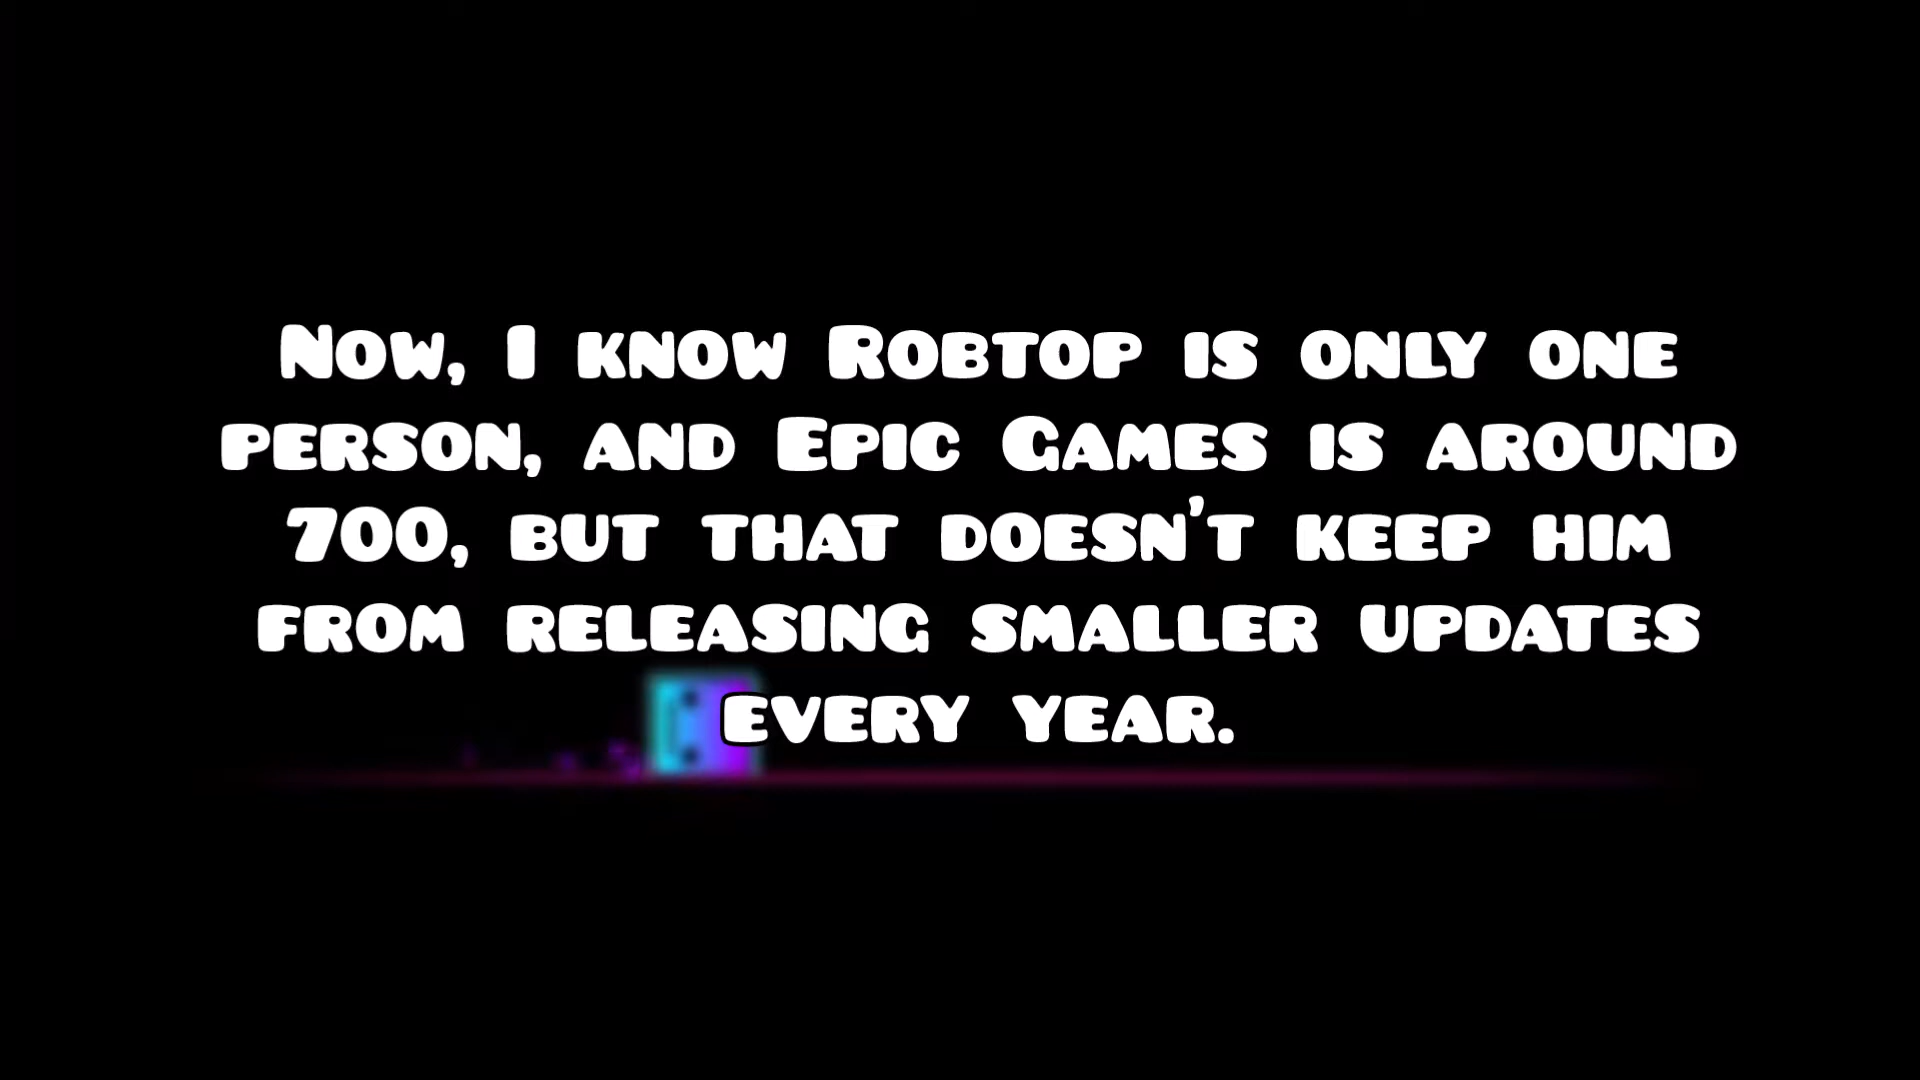 Now, I know Robtop is only one
person, and Epic Games is around
700, but that doesn't keep him
from releasing smaller updates
every year.